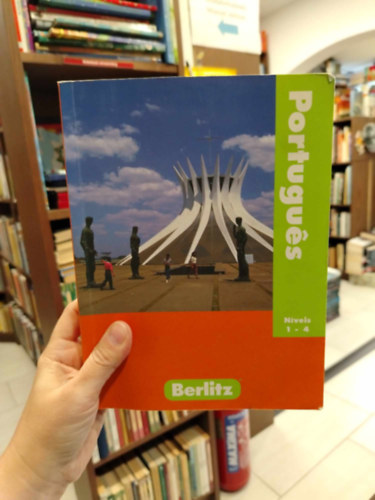 Português
Níveis
1 - 4
Berlitz